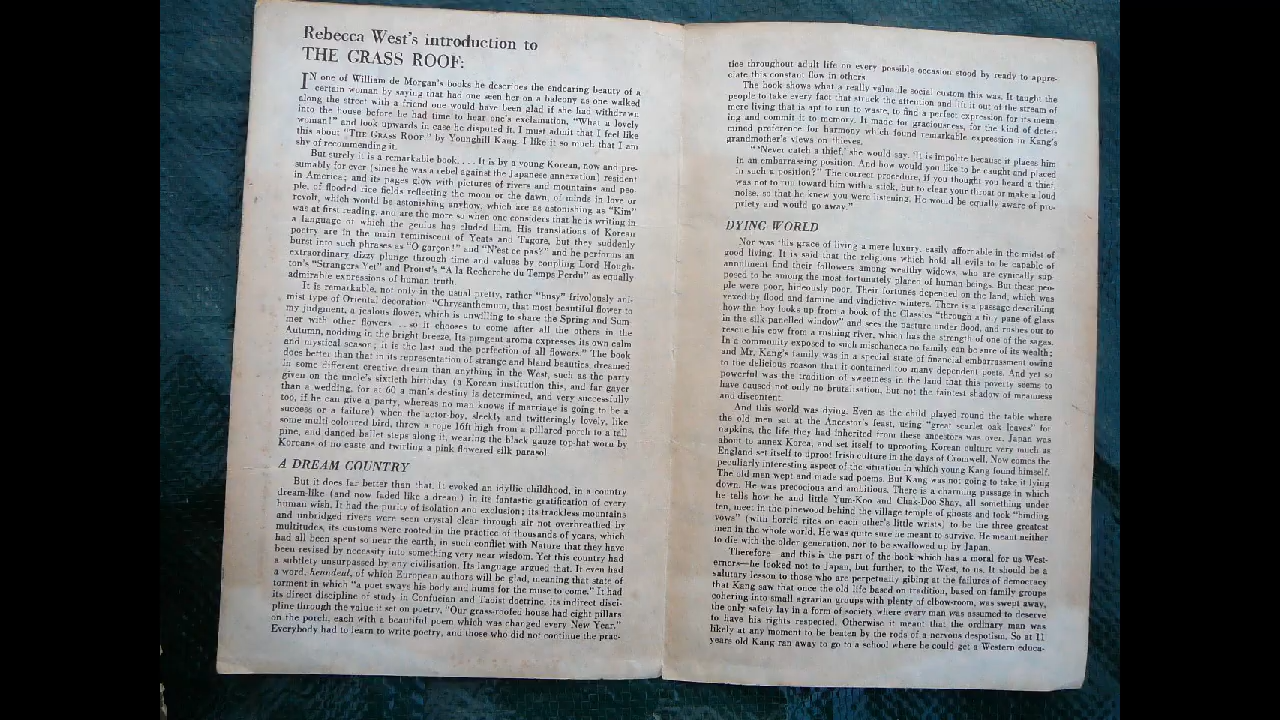 Rebecca West's introduction to
THE GRASS ROOF:
IN one of William de Morgan's books he describes the endearing beauty of a
certain woman by saying that had one seen her on a balcony as one walked
along the street with a friend one would have been glad if she had withdrawn
into the house before he had time to hear one's exclamation, "What a lovely
woman!" and look upwards in case he disputed it. I must admit that I feel like
this about "THE GRASS ROOF" by Younghill Kang. I like it so much that I am
shy of recommending it.
But surely it is a remarkable book. . . . It is by a young Korean, now and pre-
sumably for ever (since he was a rebel against the Japanese annexation) resident
in America; and its pages glow with pictures of rivers and mountains and peo-
ple, of flooded rice fields reflecting the moon or the dawn, of minds in love or
revolt, which would be astonishing anyhow, which are as astonishing as "Kim"
was at first reading, and are the more so when one considers that he is writing in
a language of which the genius has eluded him. His translations of Korean
poetry are in the main reminiscent of Yeats and Tagore, but they suddenly
burst into such phrases as "O garçon!" and "N'est ce pas?" and he performs an
extraordinary dizzy plunge through time and values by coupling Lord Hough-
ton's "Strangers Yet" and Proust's "A la Recherche du Temps Perdu" as equally
admirable expressions of human truth.
It is remarkable, not only in the usual pretty, rather "busy" frivolously ani-
mist type of Oriental decoration "Chrysanthemum, that most beautiful flower to
my judgment, a jealous flower, which is unwilling to share the Spring and Sum-
mer with other flowers . . . so it chooses to come after all the others in the
Autumn, nodding in the bright breeze. Its pungent aroma expresses its own calm
and mystical season; it is the last and the perfection of all flowers." The book
does better than that in its representation of strange and bland beauties, dreamed
in some different creative dream than anything in the West, such as the party
given on the uncle's sixtieth birthday (a Korean institution this, and far gayer
than a wedding, for at 60 a man's destiny is determined, and very successfully
too, if he can give a party, whereas no man knows if marriage is going to be a
success or a failure) when the actor-boy, sleekly and twitteringly lovely, like
some multi coloured bird, threw a rope 16ft high from a pillared porch to a tall
pine, and danced ballet steps along it, wearing the black gauze top-hat worn by
Koreans of no caste and twirling a pink flowered silk parasol.
A DREAM COUNTRY
But it does far better than that. It evoked an idyllic childhood, in a country
dream-like (and now faded like a dream) in its fantastic gratification of every
human wish. It had the purity of isolation and exclusion; its trackless mountains
and unbridged rivers were seen crystal clear through air not overbreathed by
multitudes, its customs were rooted in the practice of thousands of years, which
had all been spent so near the earth, in such conflict with Nature that they have
been revised by necessity into something very near wisdom. Yet this country had
a subtlety unsurpassed by any civilisation. Its language argued that. It even had
a word, of which European authors will be glad, meaning that state of
torment in which "a poet sways his body and hums for the muse to come." It had
its direct discipline of study in Confucian and Taoist doctrine, its indirect disci-
pline through the value it set on poetry, "Our grass-roofed house had eight pillars
on the porch, each with a beautiful poem which was changed every New Year."
Everybody had to learn to write poetry, and those who did not continue the prac-
tice throughout adult life on every possible occasion stood by ready to appre-
ciate this constant flow in others.
The book shows what a really valuable social custom this was. It taught the
people to take every fact that struck the attention and lift it out of the stream of
mere living that is apt to run to waste, to find a perfect expression for its mean-
ing and commit it to memory. It made for graciousness, for the kind of deter-
mined preference for harmony which found remarkable expression in Kang's
grandmother's views on thieves.
"'Never catch a thief,' she would say. 'It is impolite because it places him
in an embarrassing position. And how would you like to be caught and placed
in such a position?' The correct procedure, if you thought you heard a thief,
was not to run toward him with a stick, but to clear your throat or make a loud
noise, so that he knew you were listening. He would be equally aware of pro-
priety and would go away."
DYING WORLD
Nor was this grace of living a mere luxury, easily affordable in the midst of
good living. It is said that the religions which hold all evils to be capable of
annulment find their followers among wealthy widows, who are cynically sup-
posed to be among the most fortunately placed of human beings. But these peo-
ple were poor, hideously poor. Their fortunes depended on the land, which was
vexed by flood and famine and vindictive winters. There is a passage describing
how the boy looks up from a book of the Classics "through a tiny pane of glass
in the silk panelled window" and sees the pasture under flood, and rushes out to
rescue his cow from a rushing river, which has the strength of one of the sages.
In a community exposed to such mischances no family can be sure of its wealth;
and Mr. Kang's family was in a special state of financial embarrassment owing
to the delicious reason that it contained too many dependent poets. And yet so
powerful was the tradition of sweetness in the land that this poverty seems to
have caused not only no brutalisation, but not the faintest shadow of meanness
and discontent.
And this world was dying. Even as the child played round the table where
the old men sat at the Ancestor's feast, using "great scarlet oak leaves" for
napkins, the life they had inherited from these ancestors was over. Japan was
about to annex Korea, and set itself to uprooting Korean culture very much as
England set itself to uproot Irish culture in the days of Cromwell. Now comes the
peculiarly interesting aspect of the situation in which young Kang found himself.
The old men wept and made sad poems. But Kang was not going to take it lying
down. He was precocious and ambitious. There is a charming passage in which
he tells how he and little Yun-Koo and Chak-Doo Shay, all something under
ten, meet in the pinewood behind the village temple of ghosts and took "binding
vows" (with horrid rites on each other's little wrists) to be the three greatest
men in the whole world. He was quite sure he meant to survive. He meant neither
to die with the older generation, nor to be swallowed up by Japan.
Therefore—and this is the part of the book which has a moral for us West-
erners—he looked not to Japan, but further, to the West, to us. It should be a
salutary lesson to those who are perpetually gibing at the failures of democracy
that Kang saw that once the old life based on tradition, based on family groups
cohering into small agrarian groups with plenty of elbow-room, was swept away,
the only safety lay in a form of society where every man was assumed to deserve
to have his rights respected. Otherwise it meant that the ordinary man was
likely at any moment to be beaten by the rods of a nervous despotism. So at 11
years old Kang ran away to go to a school where he could get a Western educa-